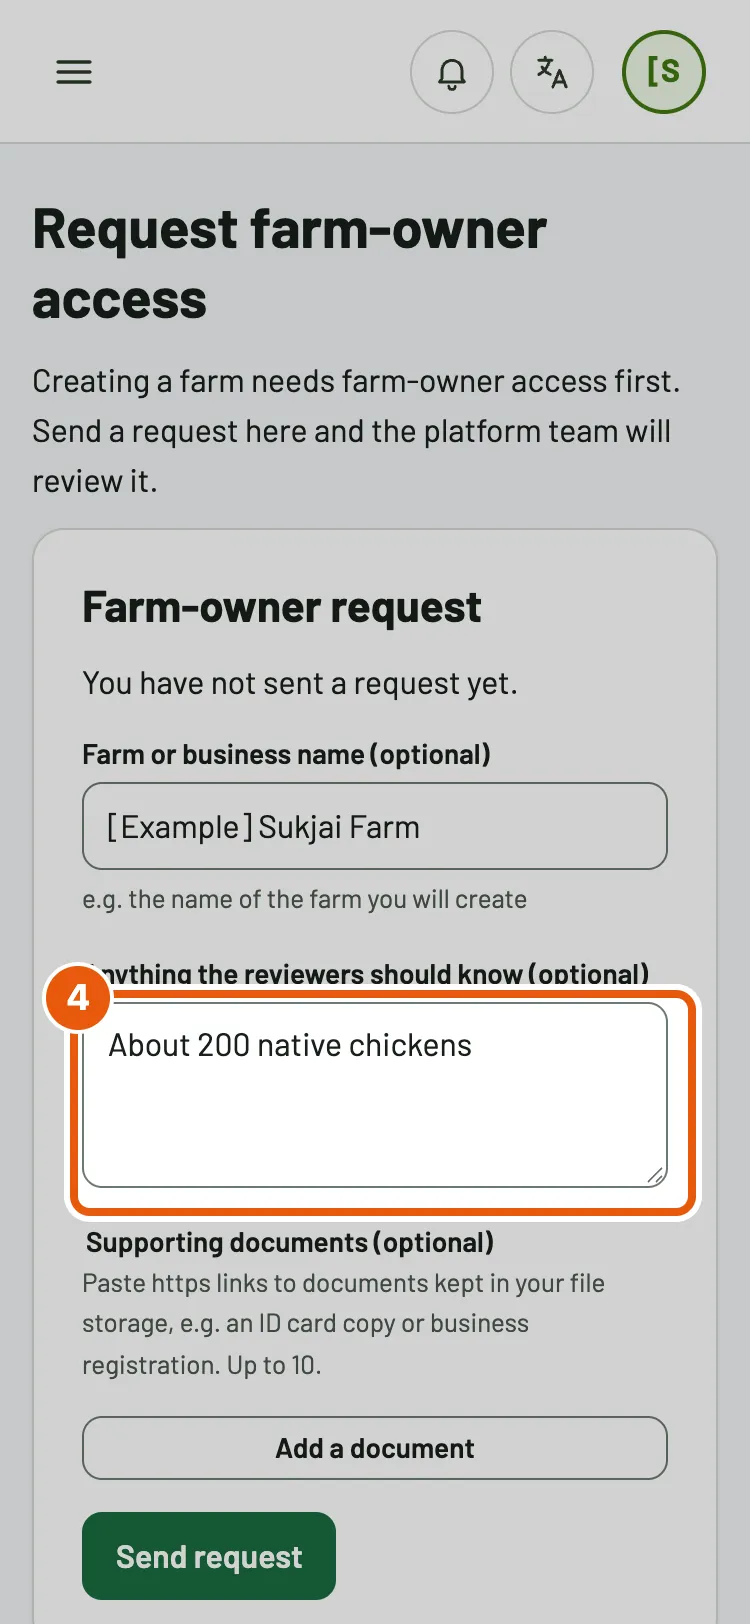 [S
Request farm-owner
access
Creating a farm needs farm-owner access first.
Send a request here and the platform team will
review it.
Farm-owner request
You have not sent a request yet.
Farm or business name (optional)
[Example] Sukjai Farm
e.g. the name of the farm you will create
Anything the reviewers should know (optional)
4
About 200 native chickens
Supporting documents (optional)
Paste https links to documents kept in your file
storage, e.g. an ID card copy or business
registration. Up to 10.
Add a document
Send request